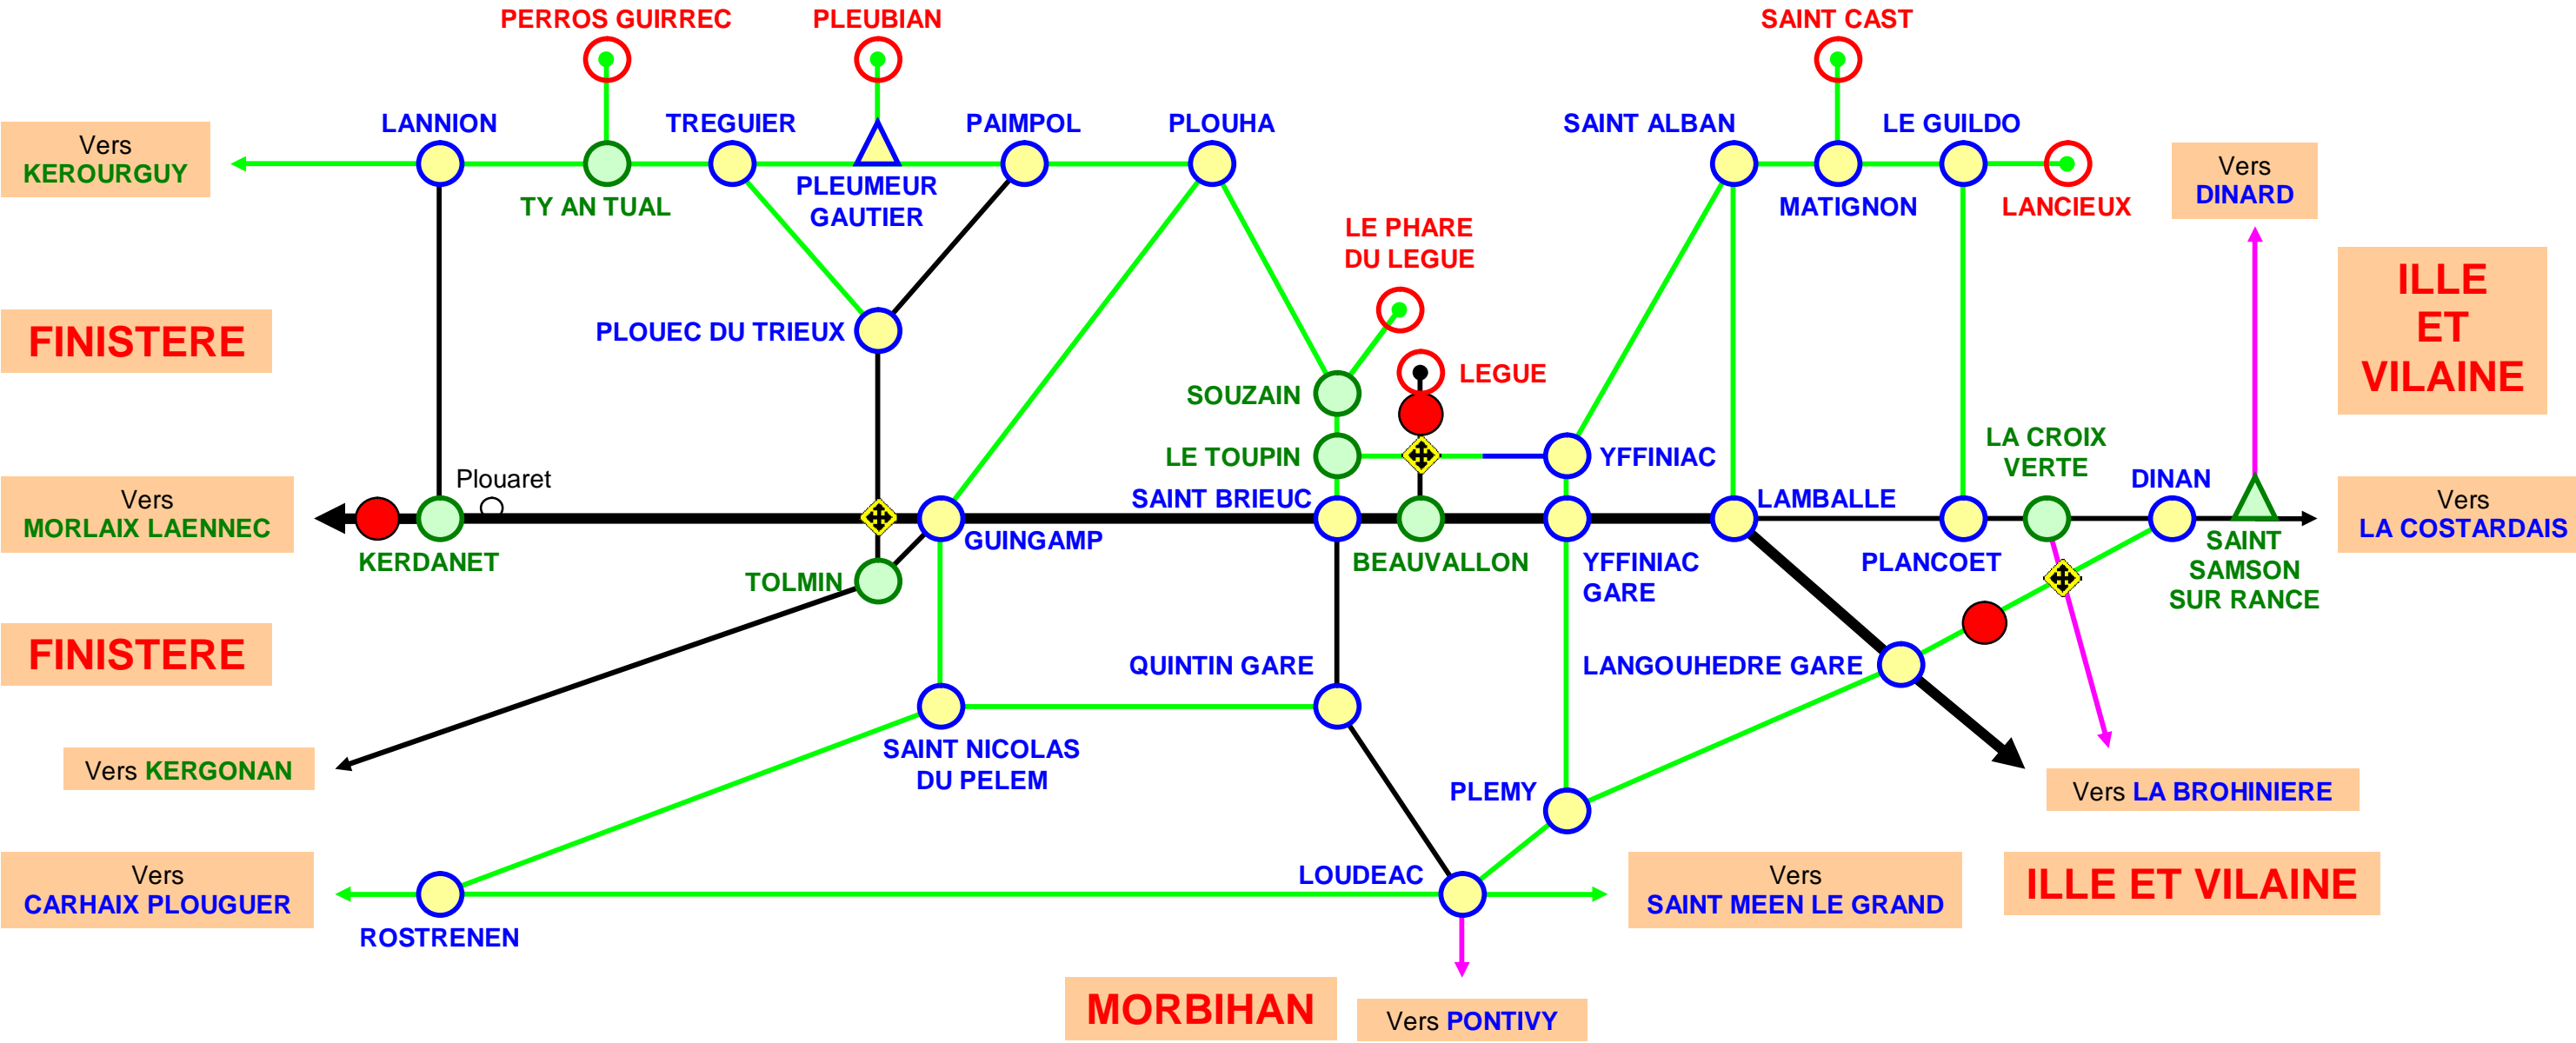 PERROS GUIRREC
PLEUBIAN
SAINT CAST
LANNION
TREGUIER
PAIMPOL
PLOUHA
SAINT ALBAN
LE GUILDO
Vers
KEROURGUY
TY AN TUAL
PLEUMEUR
GAUTIER
MATIGNON
LANCIEUX
Vers
DINARD
LE PHARE
DU LEGUE
ILLE
ET
VILAINE
FINISTERE
PLOUEC DU TRIEUX
LEGUE
SOUZAIN
LE TOUPIN
YFFINIAC
LA CROIX
VERTE
DINAN
Plouaret
Vers
MORLAIX LAENNEC
SAINT BRIEUC
LAMBALLE
Vers
LA COSTARDAIS
KERDANET
GUINGAMP
BEAUVALLON
YFFINIAC
GARE
PLANCOET
SAINT
SAMSON
SUR RANCE
TOLMIN
FINISTERE
QUINTIN GARE
LANGOUHEDRE GARE
SAINT NICOLAS
DU PELEM
Vers KERGONAN
PLEMY
Vers LA BROHINIERE
Vers
CARHAIX PLOUGUER
LOUDEAC
Vers
SAINT MEEN LE GRAND
ILLE ET VILAINE
ROSTRENEN
MORBIHAN
Vers PONTIVY